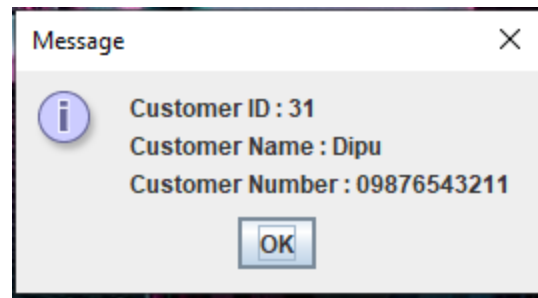 Message
Customer ID : 31
Customer Name : Dipu
Customer Number : 09876543211
OK